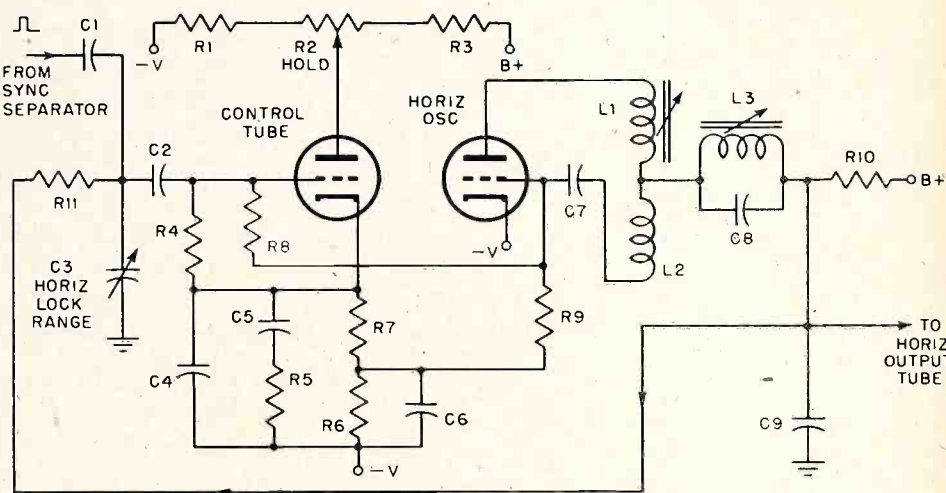 C1
FROM
SYNC
SEPARATOR
-V
R1
R2
HOLD
R3
B+
CONTROL
TUBE
HORIZ
OSC
L1
L3
C2
R11
R4
R8
C7
L2
C8
R10
B+
-V
C3
HORIZ
LOCK
RANGE
C5
R7
R9
C4
R5
R6
C6
-V
TO
HORIZ
OUTPUT
TUBE
C9